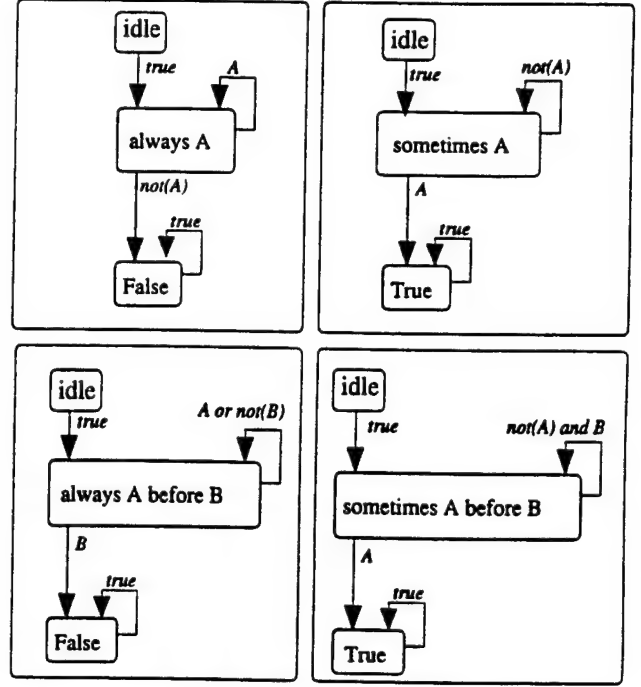 idle
true
A
always A
not(A)
true
False
idle
true
not(A)
sometimes A
A
true
True
idle
true
A or not(B)
always A before B
B
true
False
idle
true
not(A) and B
sometimes A before B
A
true
True